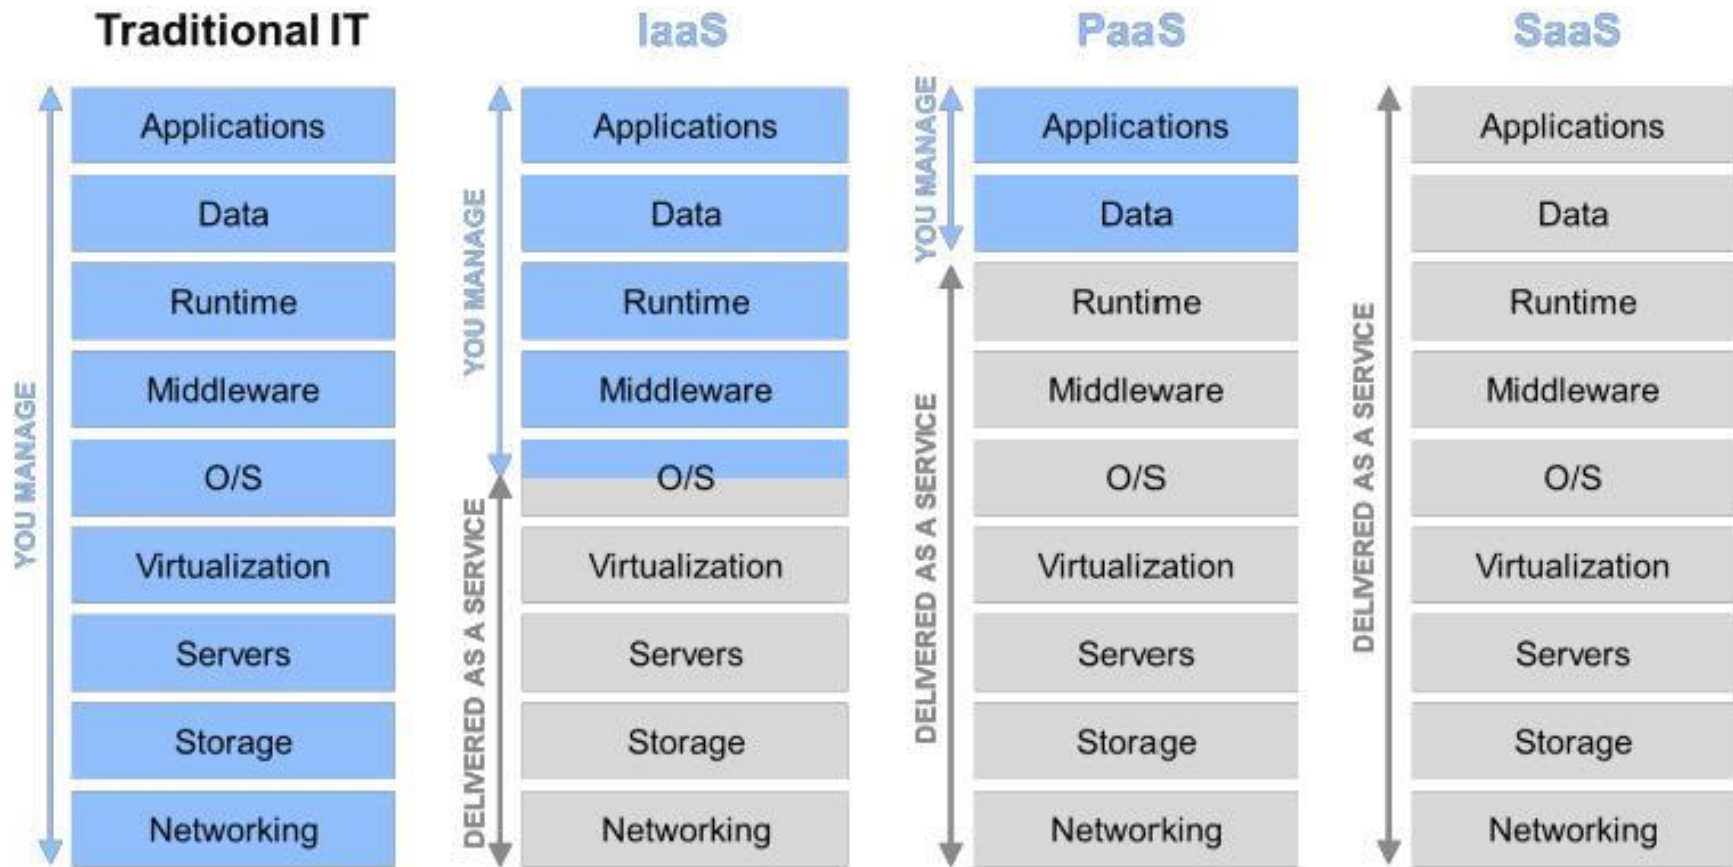 Traditional IT
IaaS
PaaS
SaaS
YOU MANAGE
Applications
Data
Runtime
Middleware
O/S
Virtualization
Servers
Storage
Networking
YOU MANAGE
DELIVERED AS A SERVICE
Applications
Data
Runtime
Middleware
O/S
Virtualization
Servers
Storage
Networking
YOU MANAGE
DELIVERED AS A SERVICE
Applications
Data
Runtime
Middleware
O/S
Virtualization
Servers
Storage
Networking
DELIVERED AS A SERVICE
Applications
Data
Runtime
Middleware
O/S
Virtualization
Servers
Storage
Networking